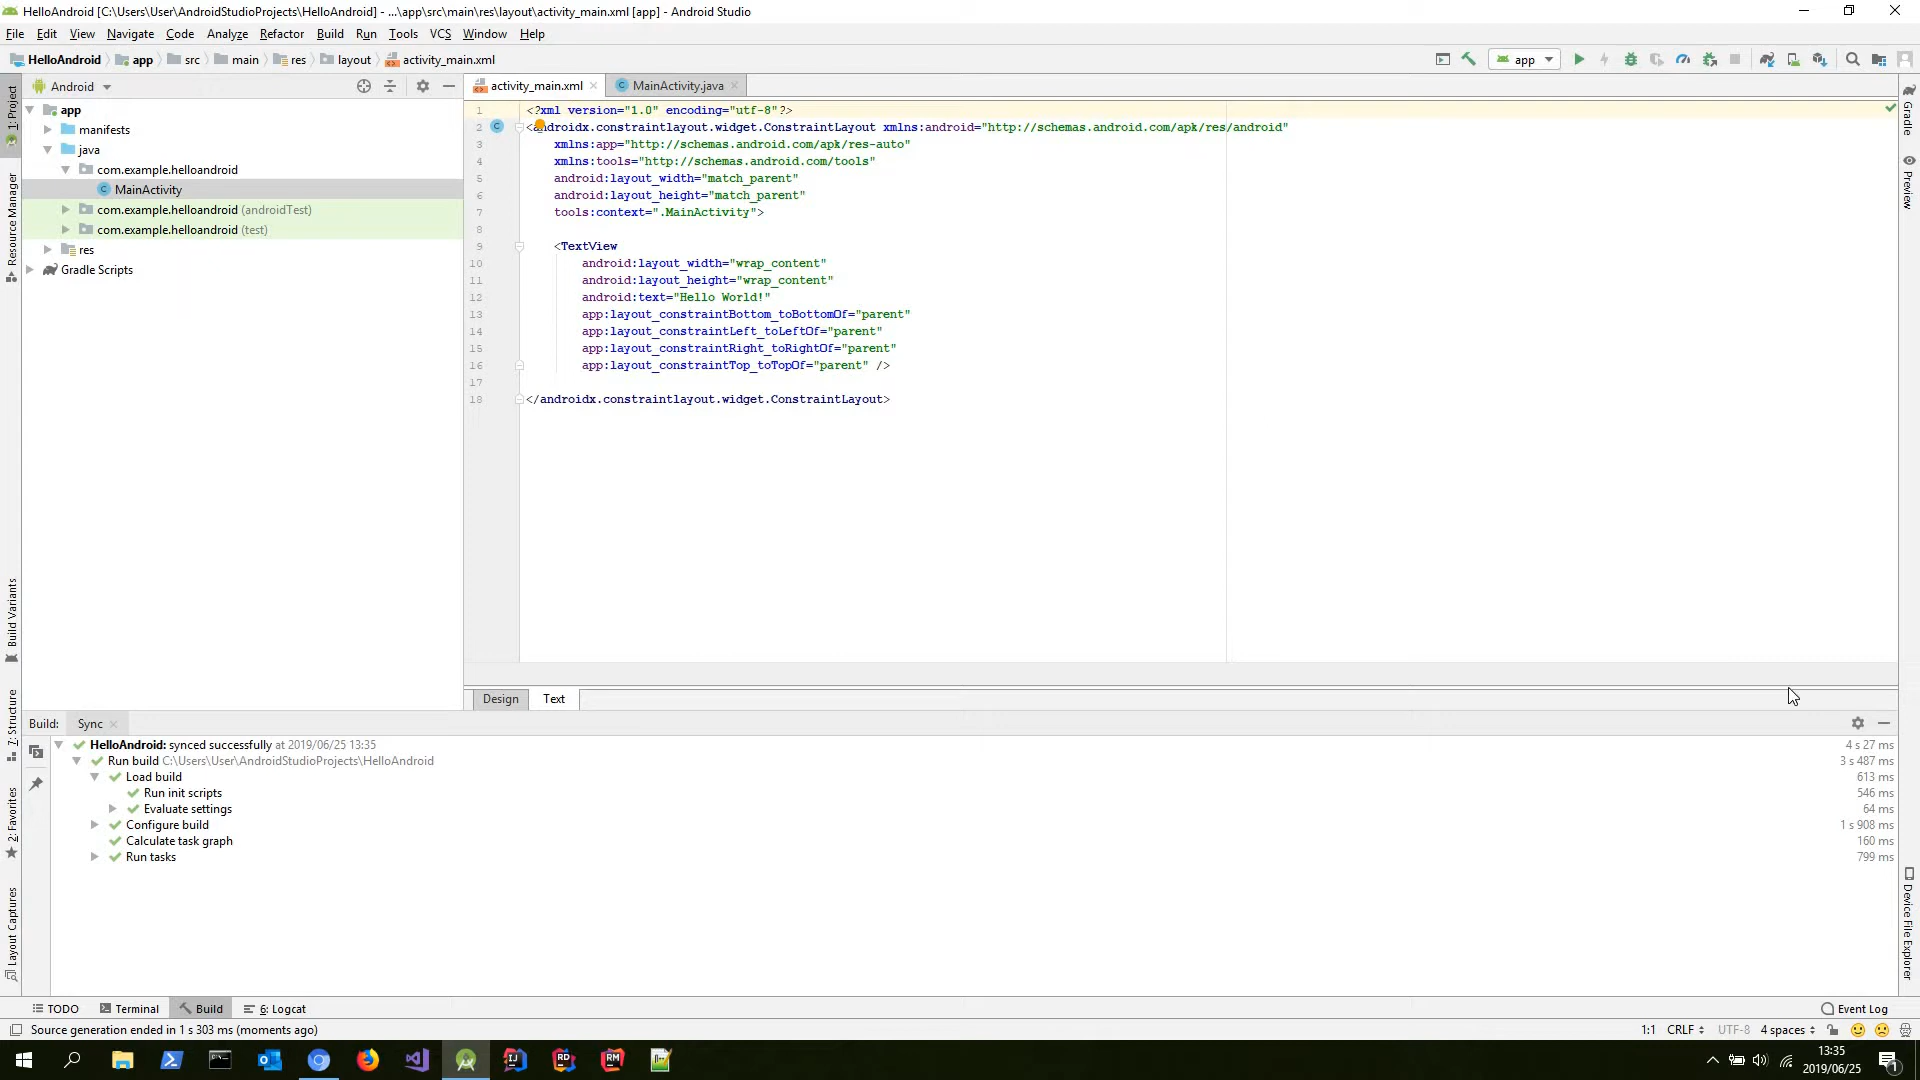 HelloAndroid [C:\Users\User\AndroidStudioProjects\HelloAndroid] - ...\app\src\main\res\layout\activity_main.xml [app] - Android Studio
File Edit View Navigate Code Analyze Refactor Build Run Tools VCS Window Help
HelloAndroid app src main res layout activity_main.xml
app
Android
activity_main.xml MainActivity.java
1: Project
Resource Manager
Build Variants
7: Structure
2: Favorites
Layout Captures
app
manifests
java
com.example.helloandroid
MainActivity
com.example.helloandroid (androidTest)
com.example.helloandroid (test)
res
Gradle Scripts
1 <?xml version="1.0" encoding="utf-8"?>
2 <androidx.constraintlayout.widget.ConstraintLayout xmlns:android="http://schemas.android.com/apk/res/android"
3 xmlns:app="http://schemas.android.com/apk/res-auto"
4 xmlns:tools="http://schemas.android.com/tools"
5 android:layout_width="match_parent"
6 android:layout_height="match_parent"
7 tools:context=".MainActivity">
8
9 <TextView
10 android:layout_width="wrap_content"
11 android:layout_height="wrap_content"
12 android:text="Hello World!"
13 app:layout_constraintBottom_toBottomOf="parent"
14 app:layout_constraintLeft_toLeftOf="parent"
15 app:layout_constraintRight_toRightOf="parent"
16 app:layout_constraintTop_toTopOf="parent" />
17
18 </androidx.constraintlayout.widget.ConstraintLayout>
Gradle
Preview
Device File Explorer
Design Text
Build: Sync
HelloAndroid: synced successfully at 2019/06/25 13:35 4 s 27 ms
Run build C:\Users\User\AndroidStudioProjects\HelloAndroid 3 s 487 ms
Load build 613 ms
Run init scripts 546 ms
Evaluate settings 64 ms
Configure build 1 s 908 ms
Calculate task graph 160 ms
Run tasks 799 ms
TODO Terminal Build 6: Logcat Event Log
Source generation ended in 1 s 303 ms (moments ago) 1:1 CRLF UTF-8 4 spaces
IJ RD RM
13:35
2019/06/25
1